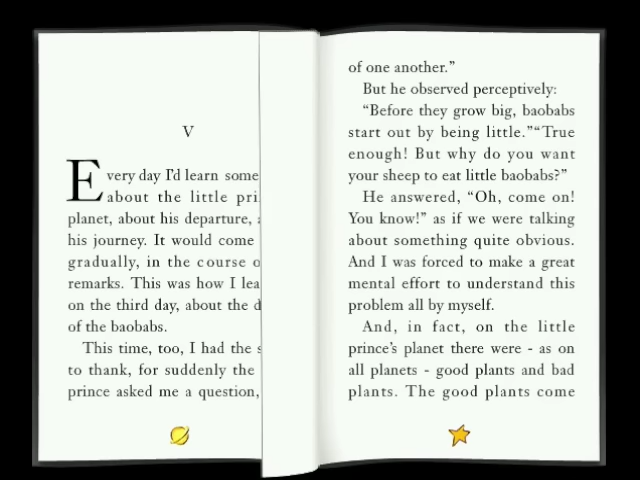 V
Every day I'd learn some
about the little
planet, about his departure,
his journey. It would come
gradually, in the course
remarks. This was how I
on the third day, about the
of the baobabs.
This time, too, I had the
to thank, for suddenly the
prince asked me a question,
of one another."
But he observed perceptively:
"Before they grow big, baobabs
start out by being little.""True
enough! But why do you want
your sheep to eat little baobabs?"
He answered, "Oh, come on!
You know!" as if we were talking
about something quite obvious.
And I was forced to make a great
mental effort to understand this
problem all by myself.
And, in fact, on the little
prince's planet there were - as on
all planets - good plants and bad
plants. The good plants come